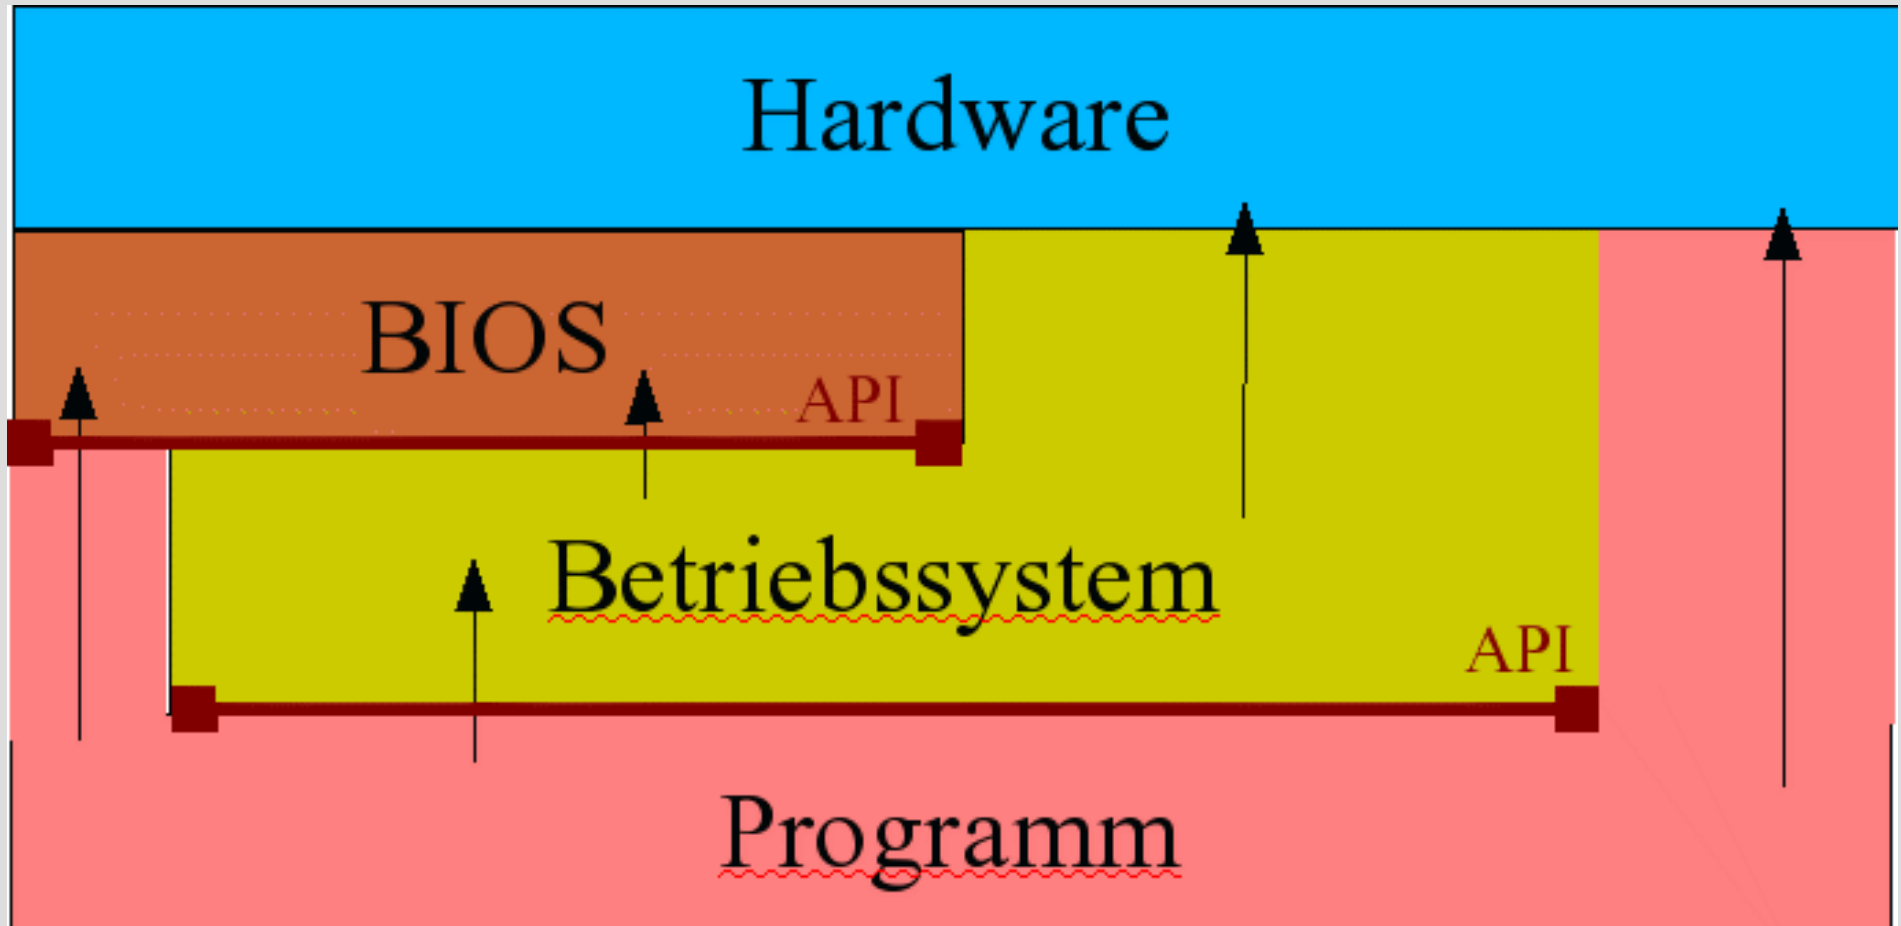 Hardware
BIOS
API
Betriebssystem
API
Programm